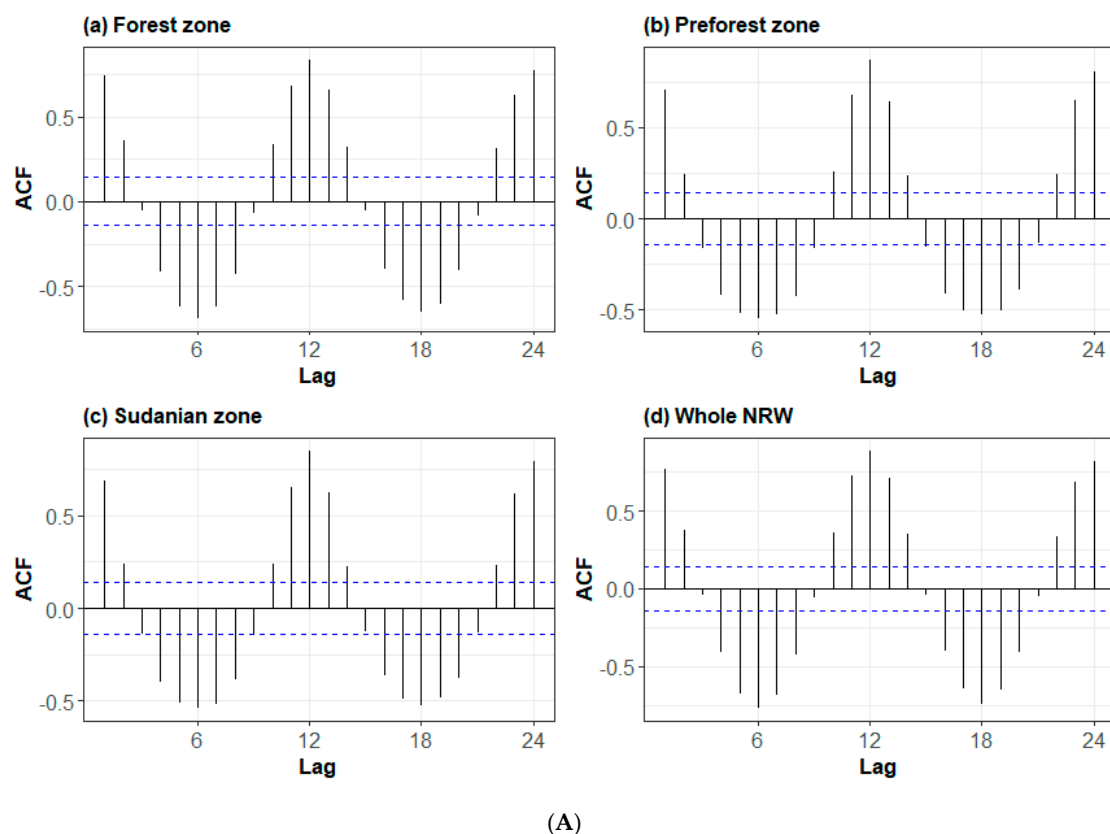 (a) Forest zone
ACF
0.5
0.0
-0.5
6 12 18 24
Lag
(b) Preforest zone
ACF
0.5
0.0
-0.5
6 12 18 24
Lag
(c) Sudanian zone
ACF
0.5
0.0
-0.5
6 12 18 24
Lag
(d) Whole NRW
ACF
0.5
0.0
-0.5
6 12 18 24
Lag
(A)